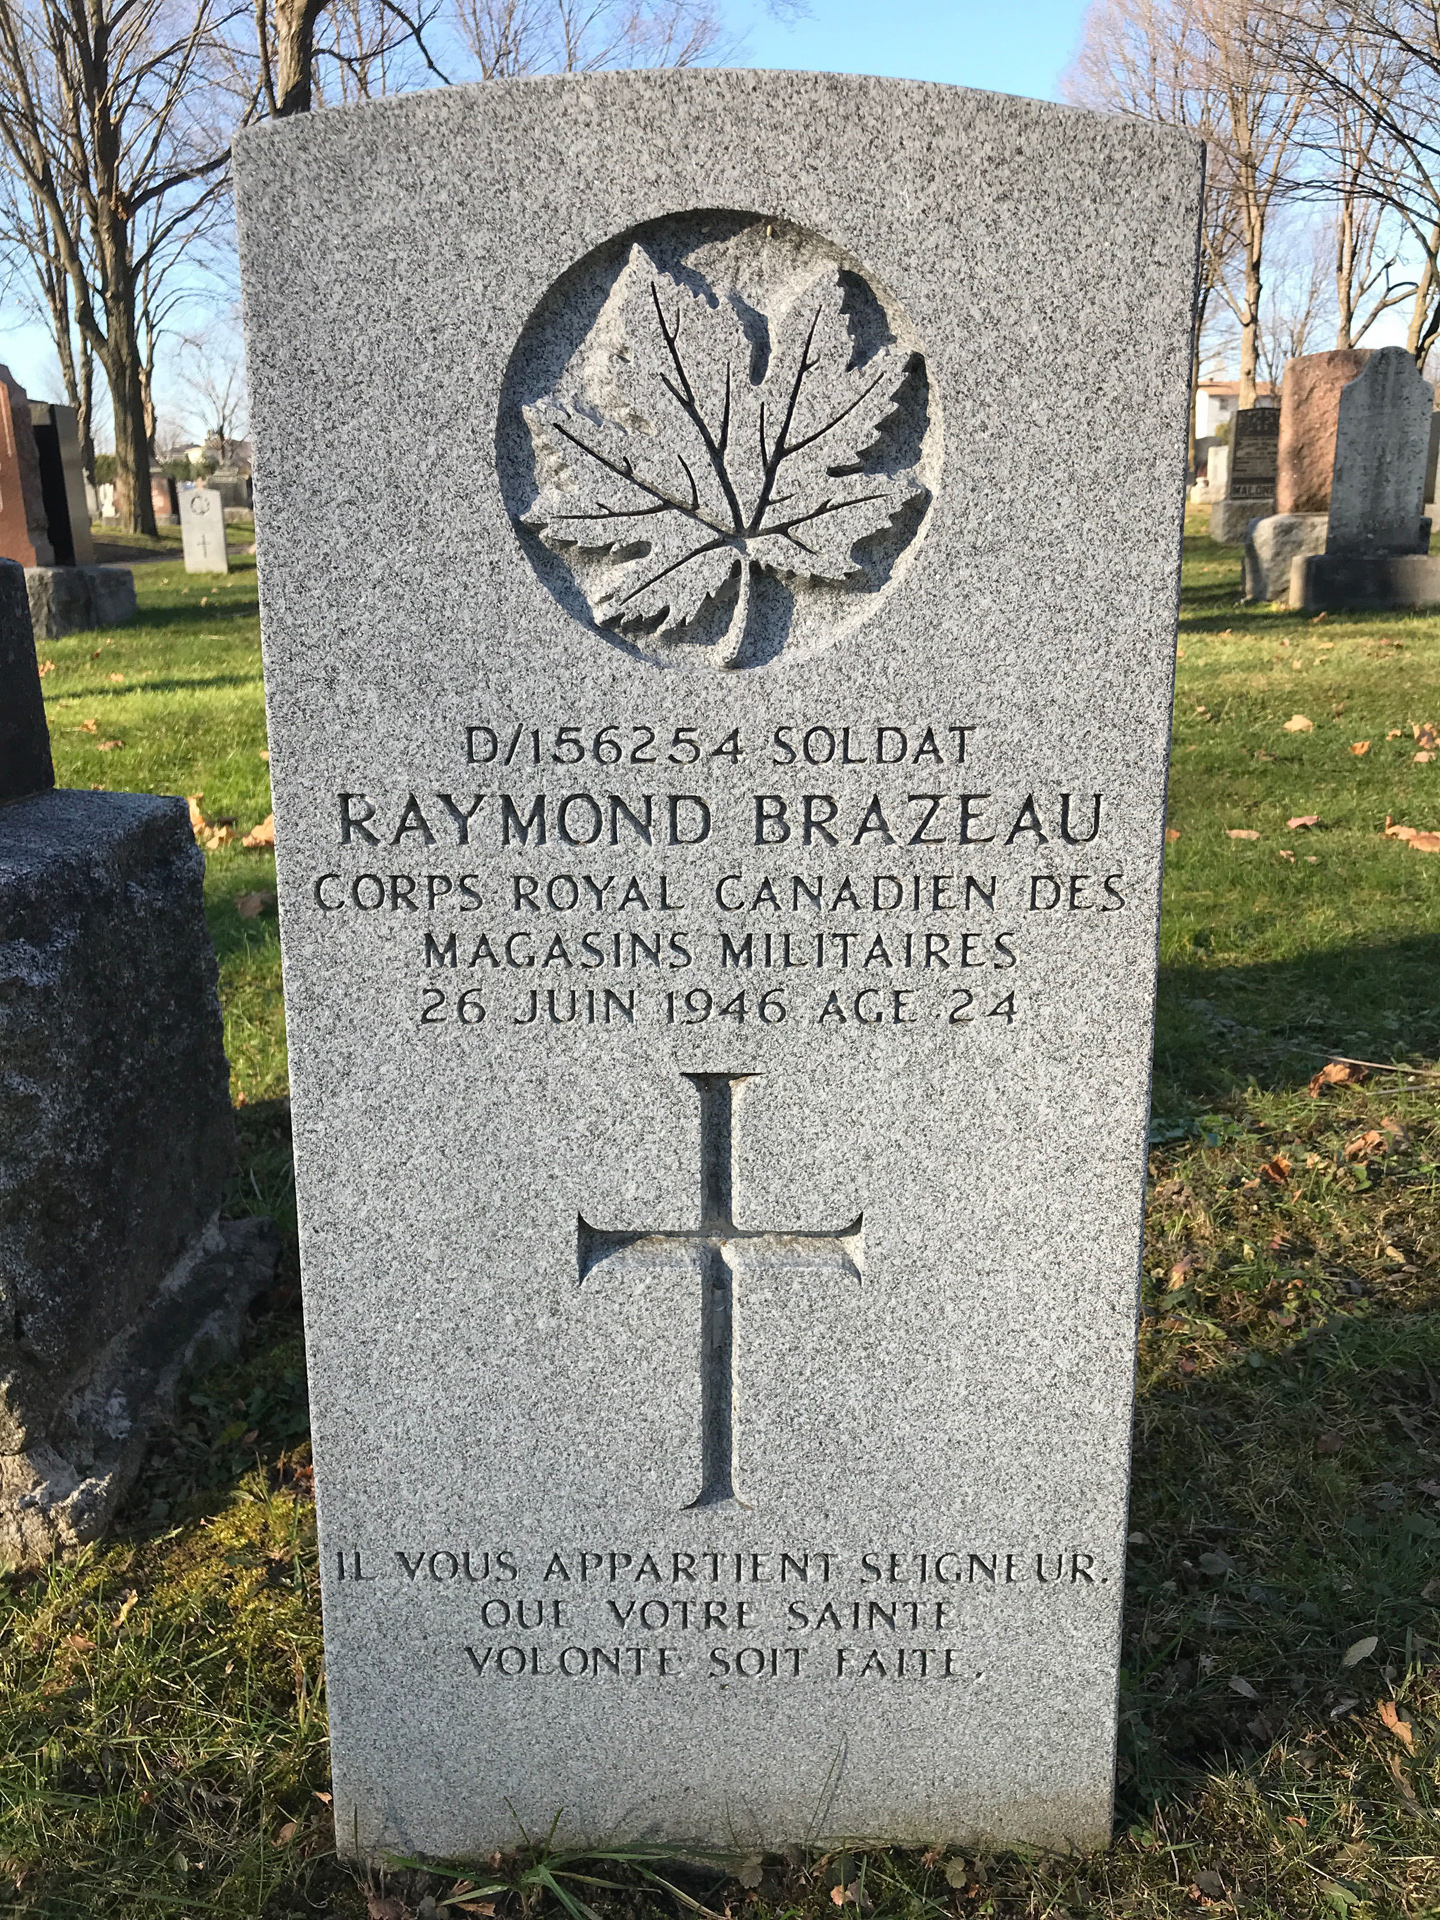 D/156254 SOLDAT
RAYMOND BRAZEAU
CORPS ROYAL CANADIEN DES
MAGASINS MILITAIRES
26 JUIN 1946 AGE 24
IL VOUS APPARTIENT SEIGNEUR.
QUE VOTRE SAINTE
VOLONTE SOIT FAITE.